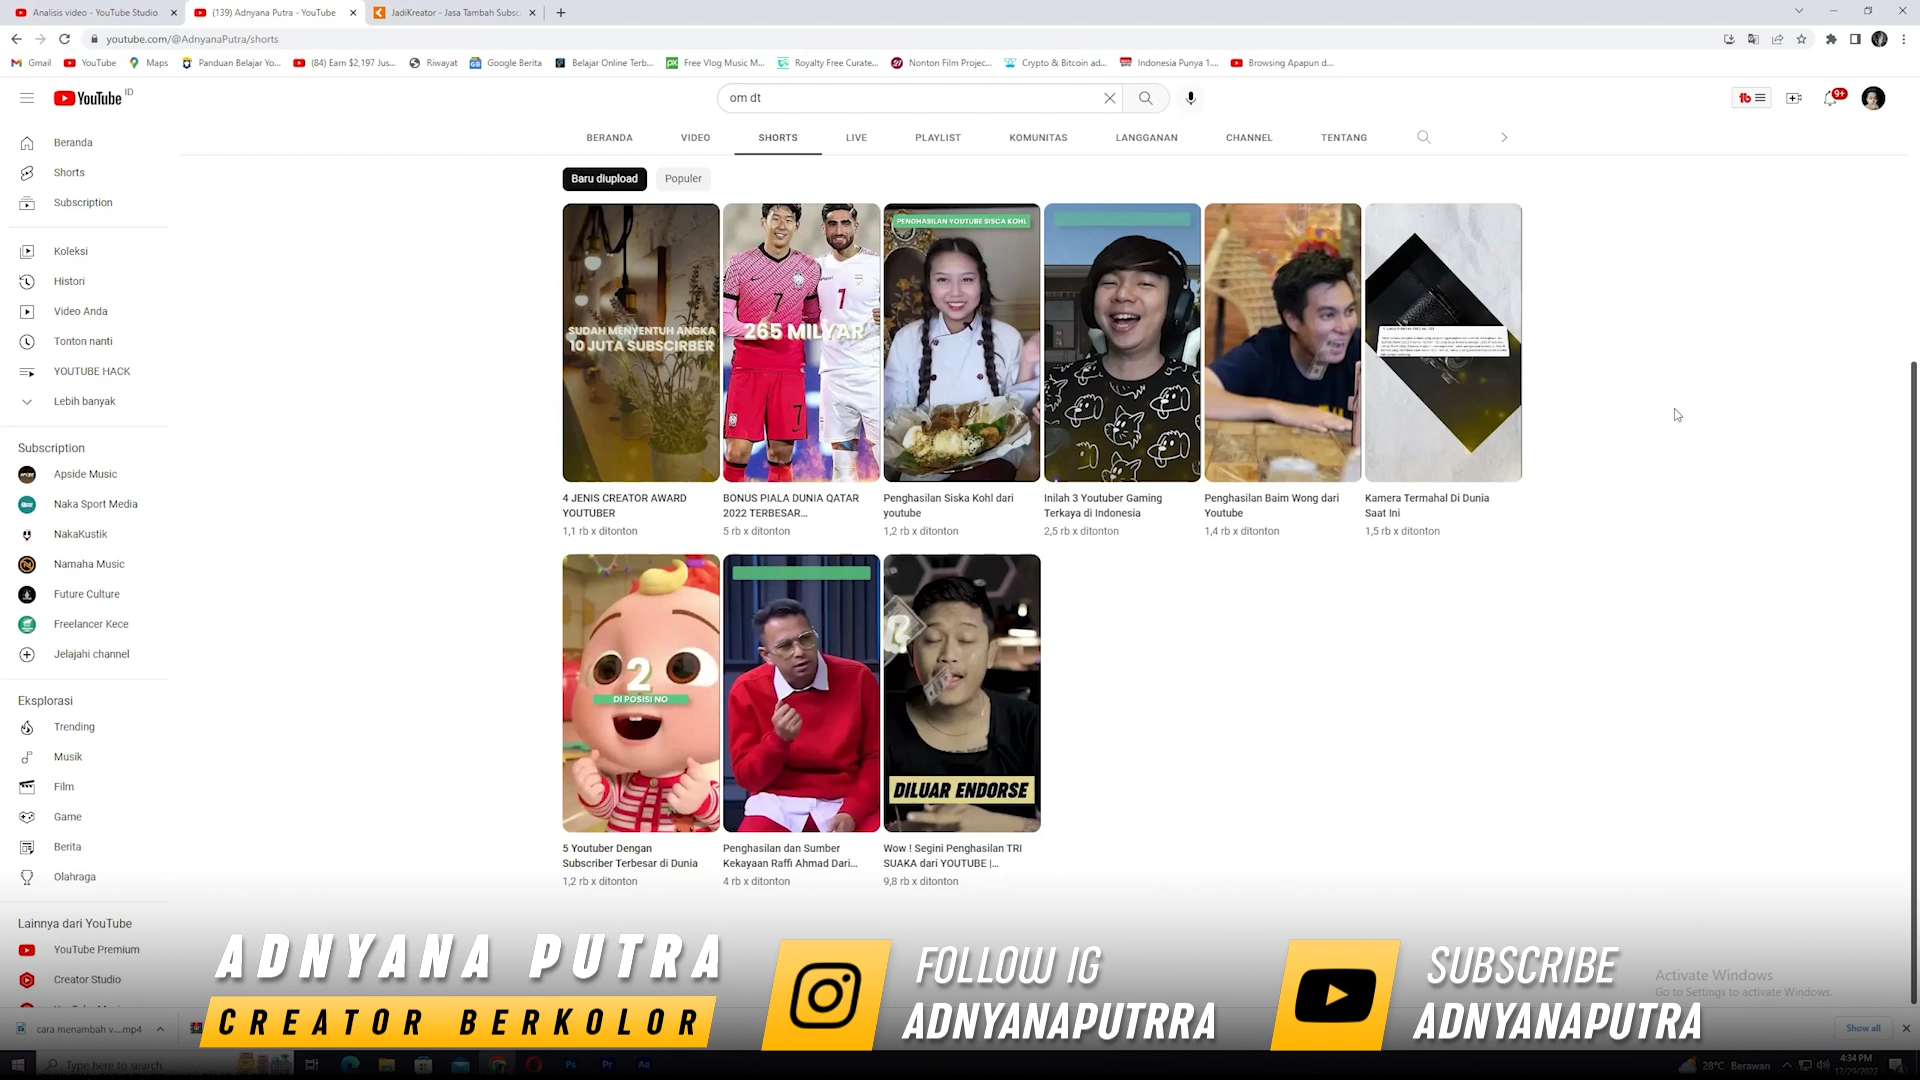 Analisis video - YouTube Studio
(139) Adnyana Putra - YouTube
JadiKreator - Jasa Tambah Subsc
youtube.com/@AdnyanaPutra/shorts
Gmail
YouTube
Maps
Panduan Belajar Yo...
(84) Earn $2,197 Jus...
Riwayat
Google Berita
Belajar Online Terb...
Free Vlog Music M...
Royalty Free Curate...
Nonton Film Projec...
Crypto & Bitcoin ad...
Indonesia Punya 1....
Browsing Apapun d...
YouTube ID
om dt
9+
BERANDA
VIDEO
SHORTS
LIVE
PLAYLIST
KOMUNITAS
LANGGANAN
CHANNEL
TENTANG
Baru diupload
Populer
Beranda
Shorts
Subscription
Koleksi
Histori
Video Anda
Tonton nanti
YOUTUBE HACK
Lebih banyak
Subscription
Apside Music
Naka Sport Media
NakaKustik
Namaha Music
Future Culture
Freelancer Kece
Jelajahi channel
Eksplorasi
Trending
Musik
Film
Game
Berita
Olahraga
Lainnya dari YouTube
YouTube Premium
Creator Studio
SUDAH MENYENTUH ANGKA
10 JUTA SUBSCIRBER
4 JENIS CREATOR AWARD
YOUTUBER
1,1 rb x ditonton
7
7
265 MILYAR
7
BONUS PIALA DUNIA QATAR
2022 TERBESAR...
5 rb x ditonton
PENGHASILAN YOUTUBE SISCA KOHL
Penghasilan Siska Kohl dari
youtube
1,2 rb x ditonton
Inilah 3 Youtuber Gaming
Terkaya di Indonesia
2,5 rb x ditonton
Penghasilan Baim Wong dari
Youtube
1,4 rb x ditonton
Kamera Termahal Di Dunia
Saat Ini
1,5 rb x ditonton
2
DI POSISI NO
5 Youtuber Dengan
Subscriber Terbesar di Dunia
1,2 rb x ditonton
Penghasilan dan Sumber
Kekayaan Raffi Ahmad Dari...
4 rb x ditonton
DILUAR ENDORSE
Wow ! Segini Penghasilan TRI
SUAKA dari YOUTUBE |...
9,8 rb x ditonton
ADNYANA PUTRA
CREATOR BERKOLOR
FOLLOW IG
ADNYANAPUTRRA
SUBSCRIBE
ADNYANAPUTRA
Activate Windows
Go to Settings to activate Windows.
cara menambah v....mp4
Show all
Type here to search
Ps
Pr
Ae
28°C Berawan
4:34 PM
12/29/2022